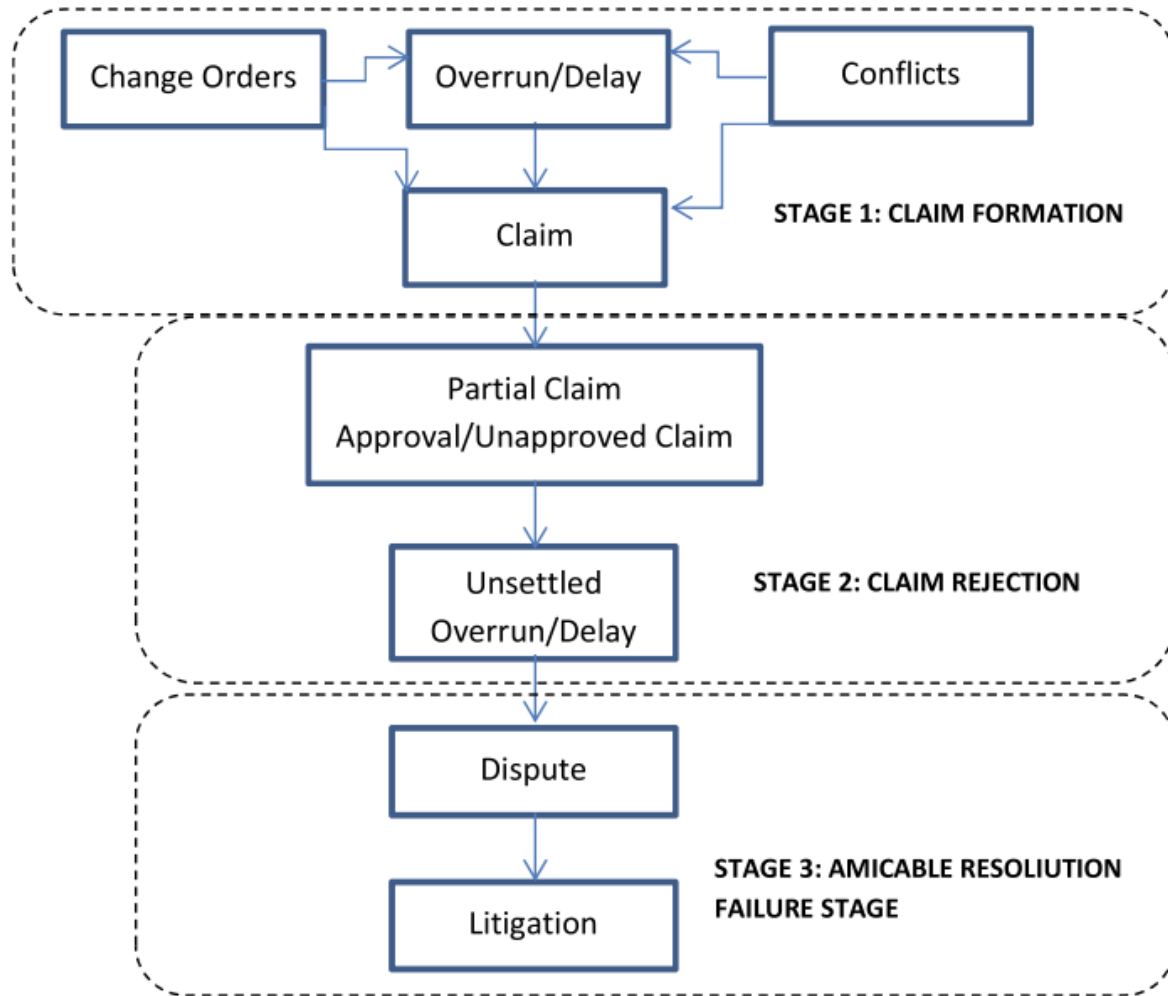 Change Orders
Overrun/Delay
Conflicts
Claim
STAGE 1: CLAIM FORMATION
Partial Claim
Approval/Unapproved Claim
Unsettled
Overrun/Delay
STAGE 2: CLAIM REJECTION
Dispute
Litigation
STAGE 3: AMICABLE RESOLIUTION
FAILURE STAGE